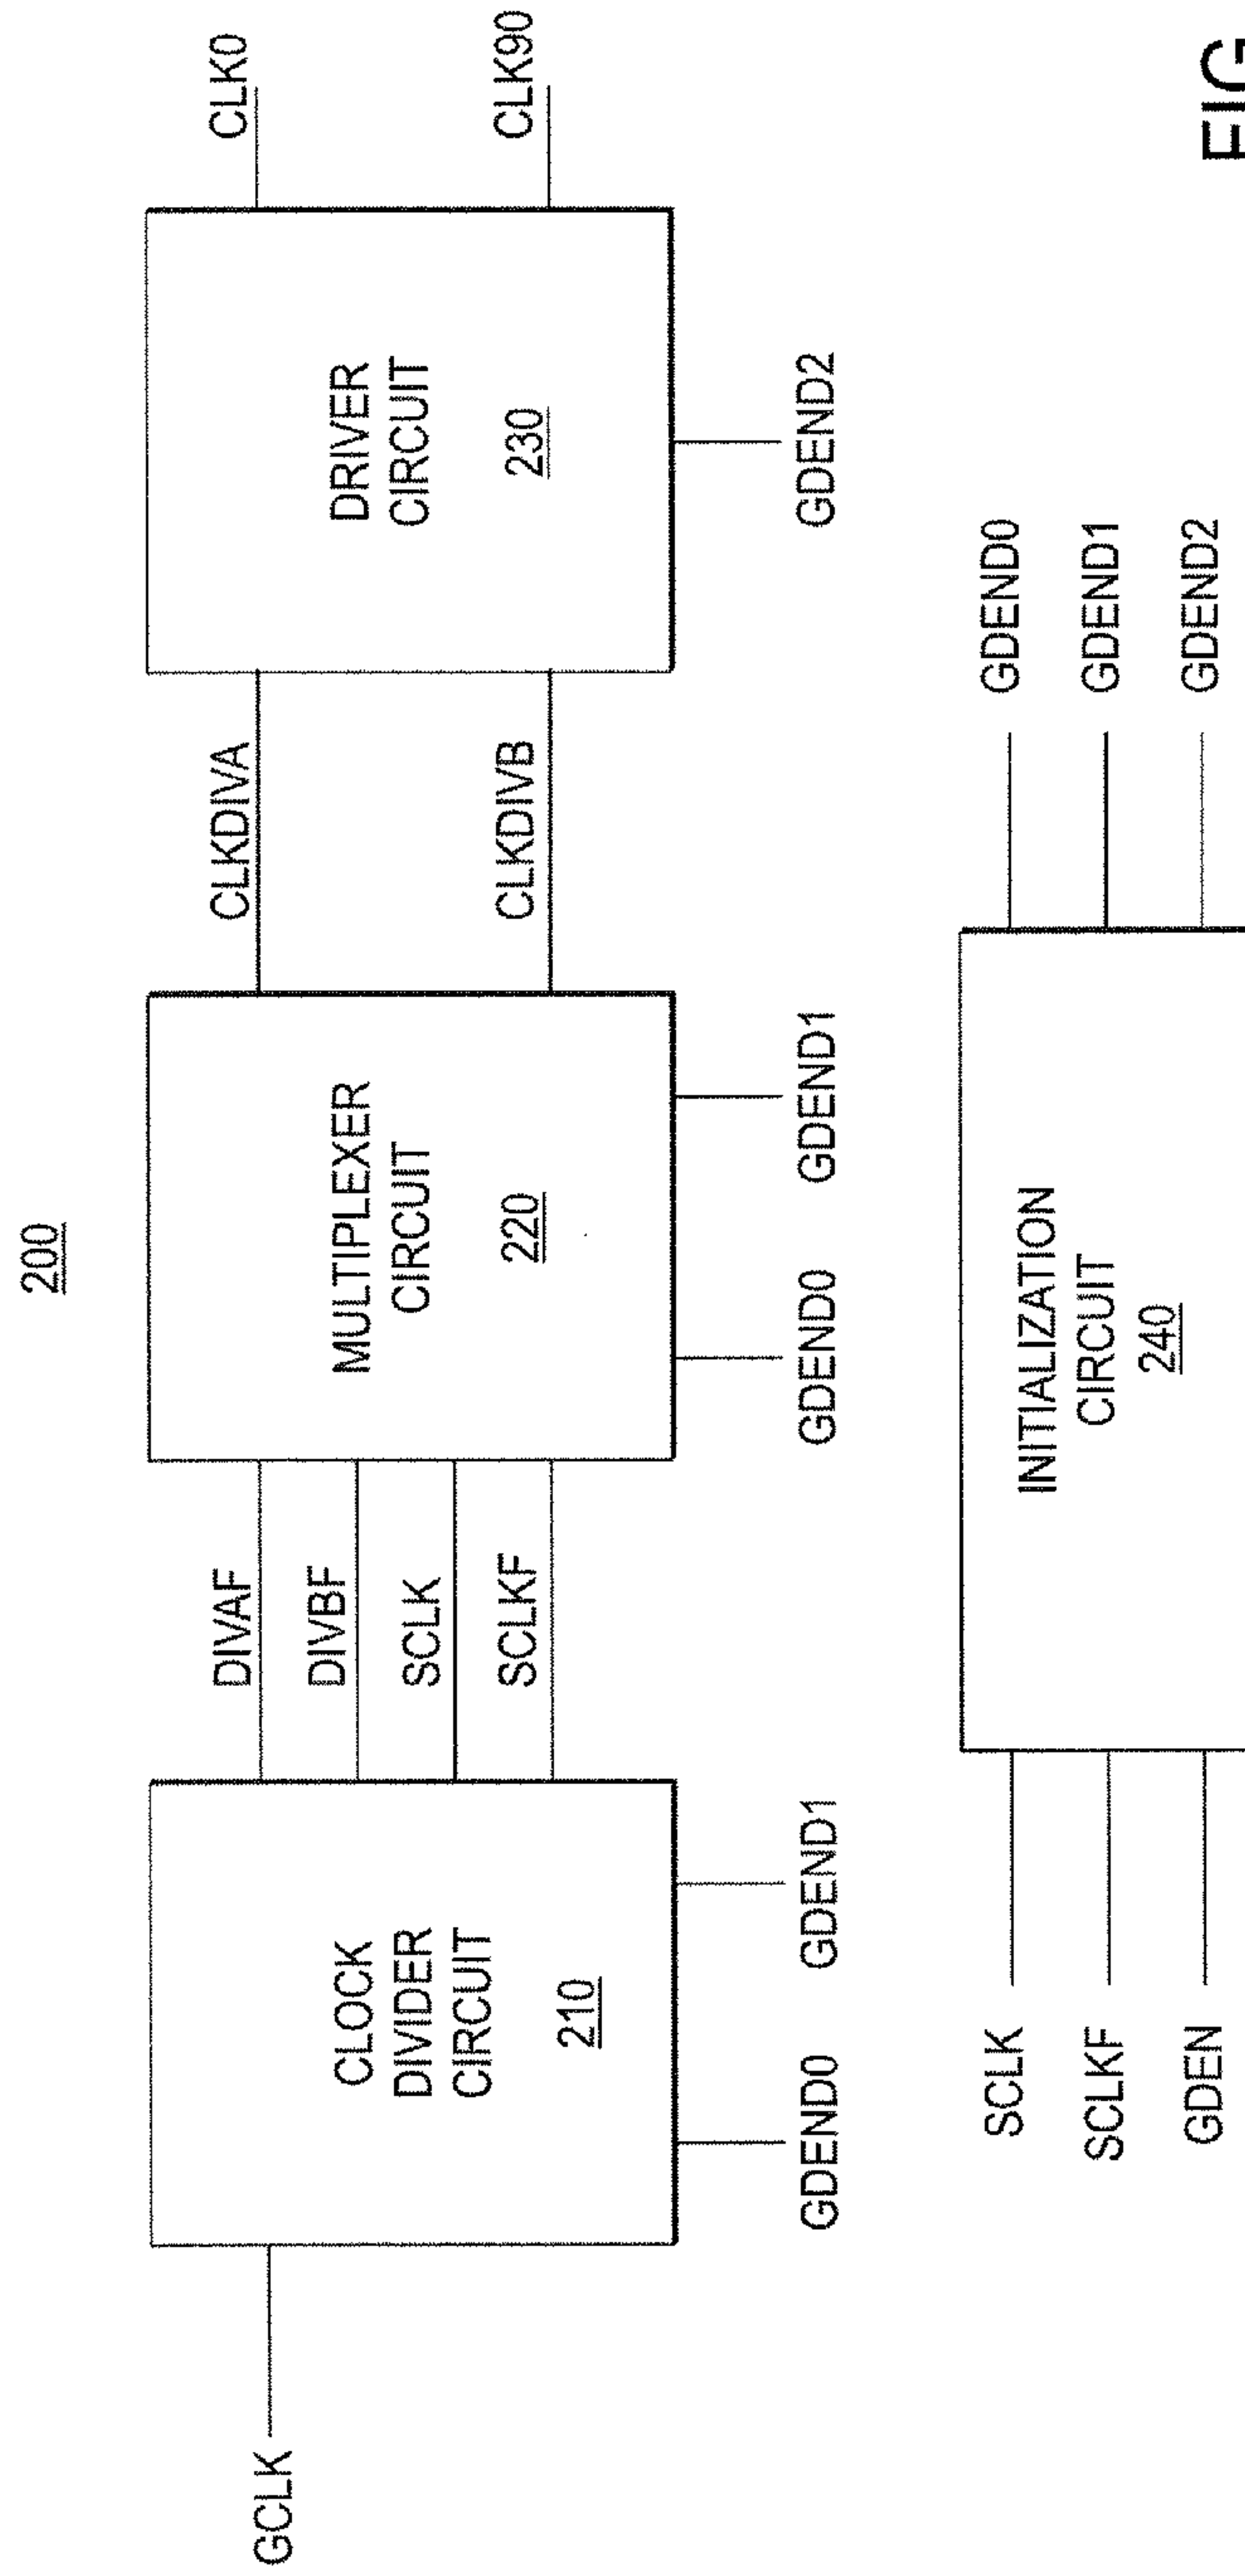 200
GCLK
CLOCK
DIVIDER
CIRCUIT
210
GDEND0
GDEND1
DIVAF
DIVBF
SCLK
SCLKF
MULTIPLEXER
CIRCUIT
220
GDEND0
GDEND1
CLKDIVA
CLKDIVB
DRIVER
CIRCUIT
230
GDEND2
CLK0
CLK90
SCLK
SCLKF
GDEN
INITIALIZATION
CIRCUIT
240
GDEND0
GDEND1
GDEND2
FIG